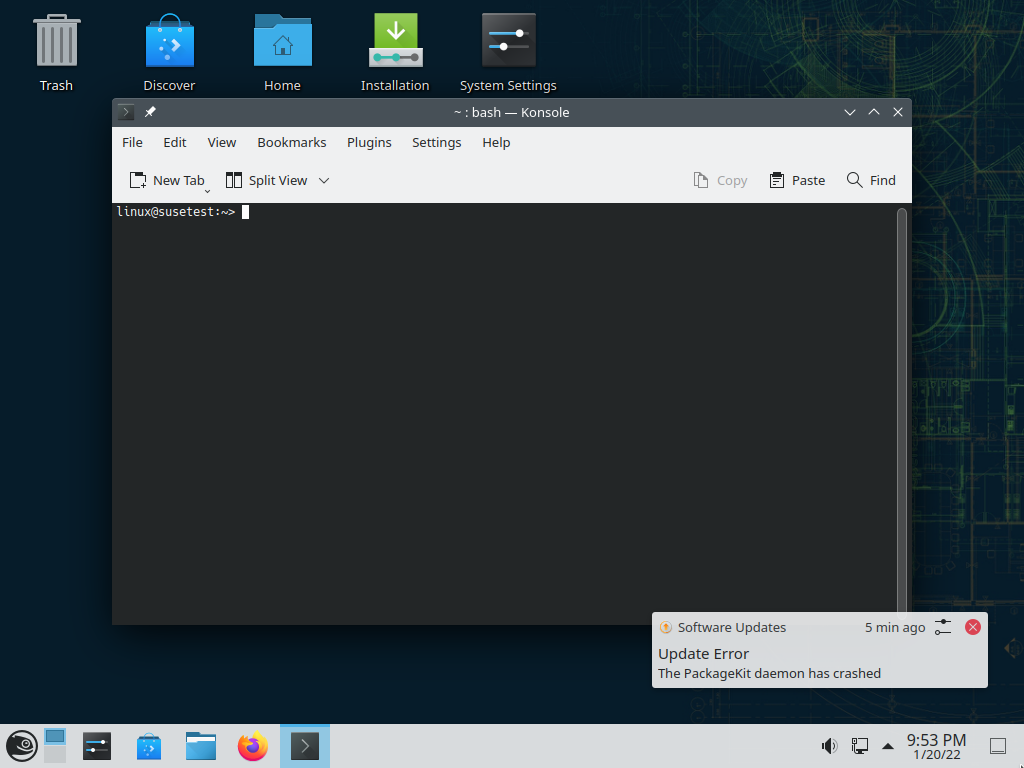 Trash
Discover
Home
Installation
System Settings
~ : bash — Konsole
File Edit View Bookmarks Plugins Settings Help
New Tab Split View Copy Paste Find
linux@susetest:~>
Software Updates 5 min ago
Update Error
The PackageKit daemon has crashed
9:53 PM
1/20/22